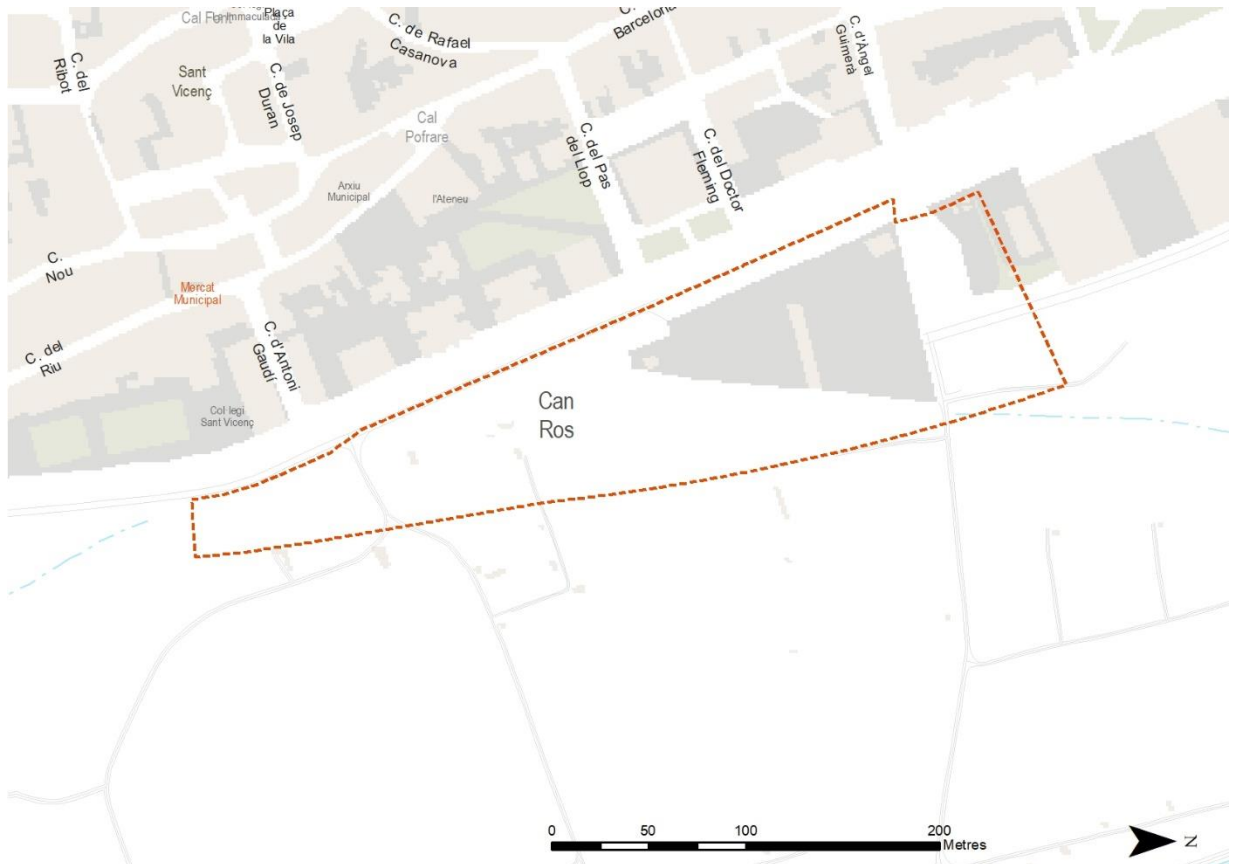 Cal Font
Plaça
de
la Vila
C. de Rafael
Casanova
C.
Barcelona
C. d'Àngel
Guimerà
C. del
Ribot
Sant
Vicenç
C. de Josep
Duran
Cal
Pofrare
C. del Pas
del Llop
C. del Doctor
Fleming
Arxiu
Municipal
l'Ateneu
C.
Nou
Mercat
Municipal
C. del
Riu
C. d'Antoni
Gaudí
Col·legi
Sant Vicenç
Can
Ros
0 50 100 200
Metres
N